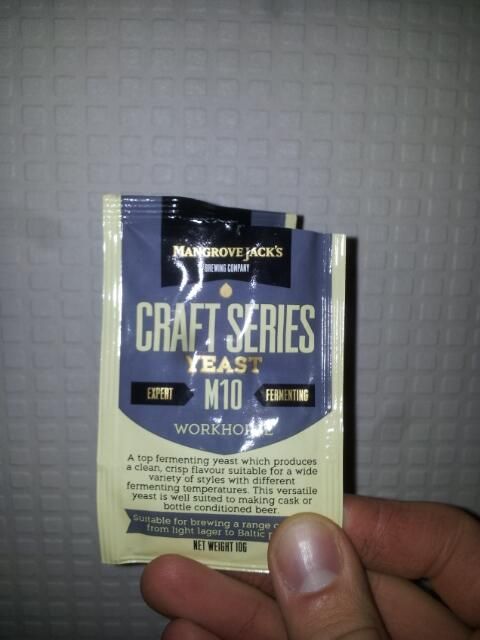 MANGROVE JACK'S
BREWING COMPANY
CRAFT SERIES
YEAST
EXPERT M10 FERMENTING
WORKHORSE
A top fermenting yeast which produces
a clean, crisp flavour suitable for a wide
variety of styles with different
fermenting temperatures. This versatile
yeast is well suited to making cask or
bottle conditioned beer.
Suitable for brewing a range
from light lager to Baltic
NET WEIGHT 10G